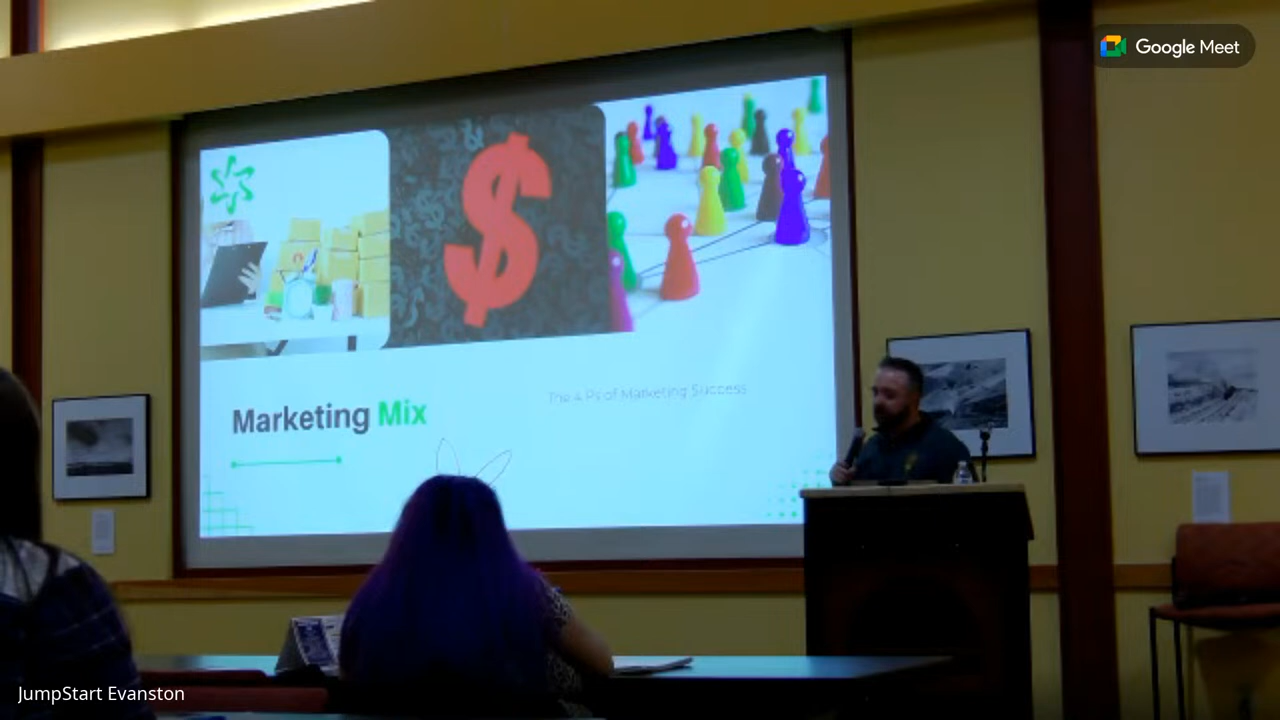 Google Meet
The 4 Ps of Marketing Success
Marketing Mix
JumpStart Evanston